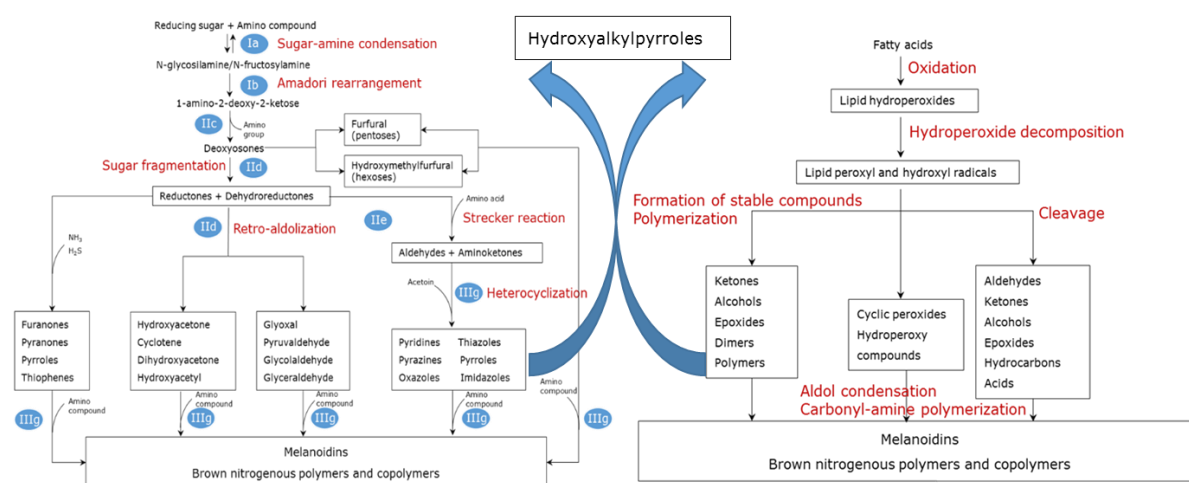 Reducing sugar + Amino compound
Ia
Sugar-amine condensation
N-glycosilamine/N-fructosylamine
Ib
Amadori rearrangement
1-amino-2-deoxy-2-ketose
IIc
Amino
group
Deoxyosones
Furfural
(pentoses)
Hydroxymethylfurfural
(hexoses)
Sugar fragmentation
IId
Reductones + Dehydroreductones
NH3
H2S
IId
Retro-aldolization
IIe
Amino acid
Strecker reaction
Aldehydes + Aminoketones
Acetoin
IIIg
Heterocyclization
Furanones
Pyranones
Pyrroles
Thiophenes
Hydroxyacetone
Cyclotene
Dihydroxyacetone
Hydroxyacetyl
Glyoxal
Pyruvaldehyde
Glycolaldehyde
Glyceraldehyde
Pyridines Thiazoles
Pyrazines Pyrroles
Oxazoles Imidazoles
IIIg
Amino
compound
Amino
compound
IIIg
Amino
compound
IIIg
Amino
compound
IIIg
Amino
compound
IIIg
Melanoidins
Brown nitrogenous polymers and copolymers
Hydroxyalkylpyrroles
Fatty acids
Oxidation
Lipid hydroperoxides
Hydroperoxide decomposition
Lipid peroxyl and hydroxyl radicals
Formation of stable compounds
Polymerization
Cleavage
Ketones
Alcohols
Epoxides
Dimers
Polymers
Cyclic peroxides
Hydroperoxy
compounds
Aldehydes
Ketones
Alcohols
Epoxides
Hydrocarbons
Acids
Aldol condensation
Carbonyl-amine polymerization
Melanoidins
Brown nitrogenous polymers and copolymers